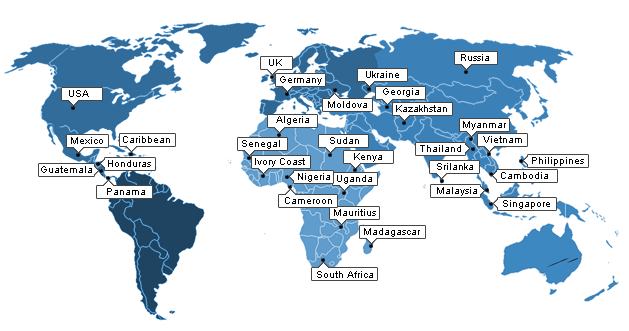 UK
Russia
Germany
Ukraine
USA
Georgia
Moldova
Kazakhstan
Algeria
Myanmar
Mexico
Caribbean
Senegal
Sudan
Thailand
Vietnam
Guatemala
Honduras
Ivory Coast
Kenya
Srilanka
Philippines
Panama
Nigeria
Uganda
Cambodia
Malaysia
Cameroon
Singapore
Mauritius
Madagascar
South Africa